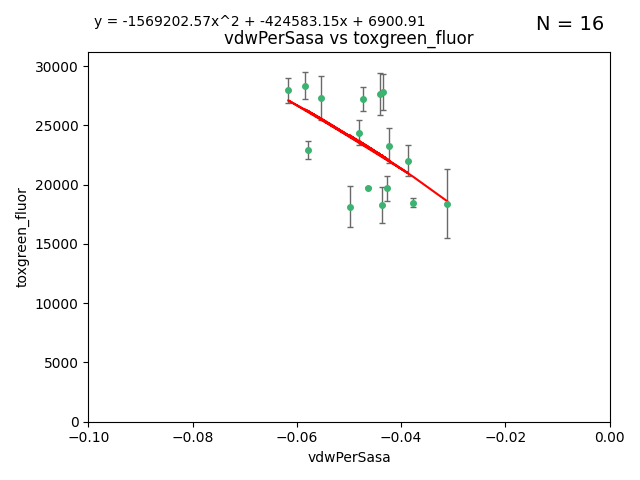 y = -1569202.57x^2 + -424583.15x + 6900.91
N = 16
vdwPerSasa vs toxgreen_fluor
30000
25000
20000
15000
10000
5000
0
toxgreen_fluor
−0.10 −0.08 −0.06 −0.04 −0.02 0.00
vdwPerSasa